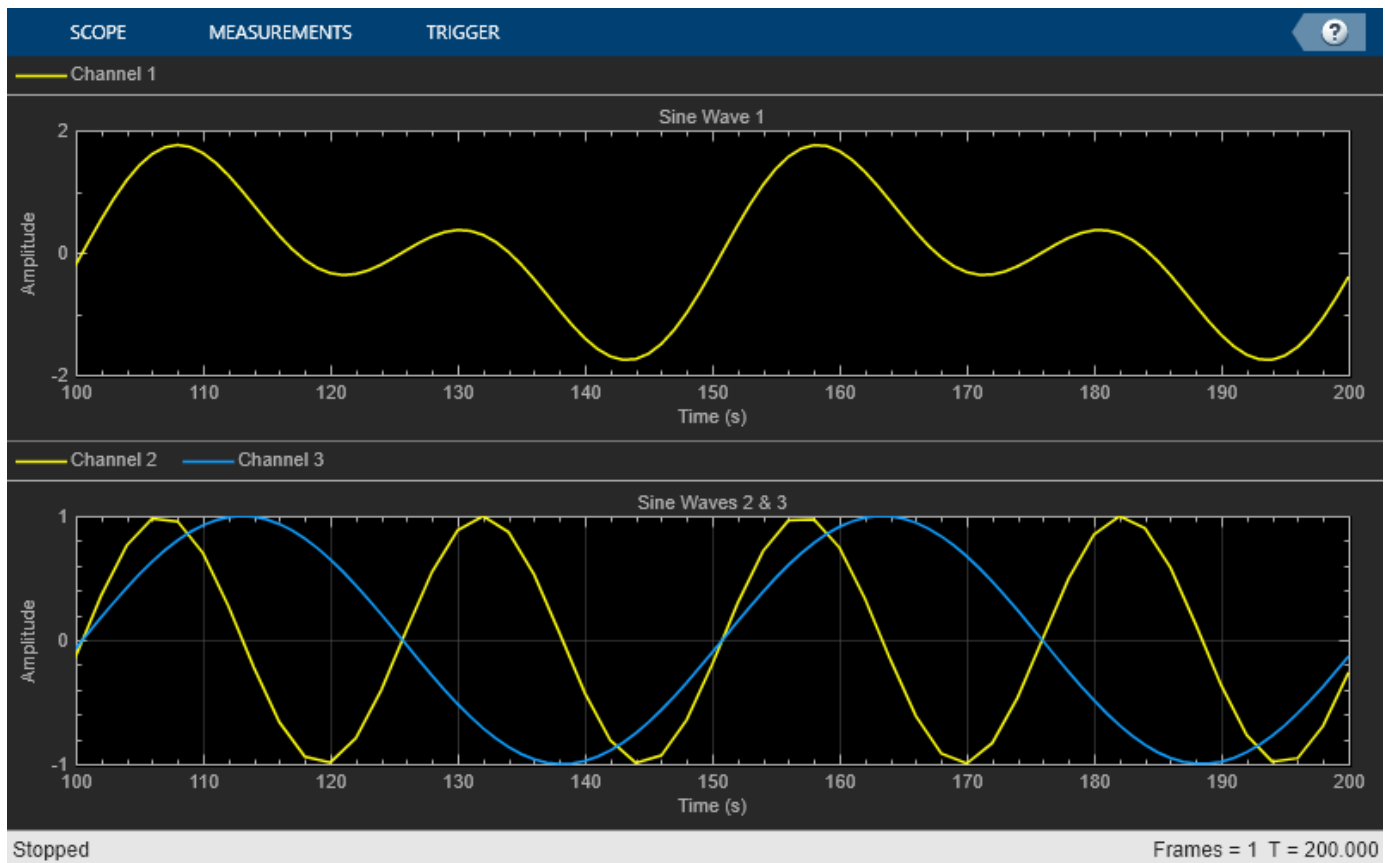 SCOPE MEASUREMENTS TRIGGER ?
Channel 1
Sine Wave 1
Amplitude
2
0
-2
100 110 120 130 140 150 160 170 180 190 200
Time (s)
Channel 2 Channel 3
Sine Waves 2 & 3
Amplitude
1
0
-1
100 110 120 130 140 150 160 170 180 190 200
Time (s)
Stopped Frames = 1 T = 200.000